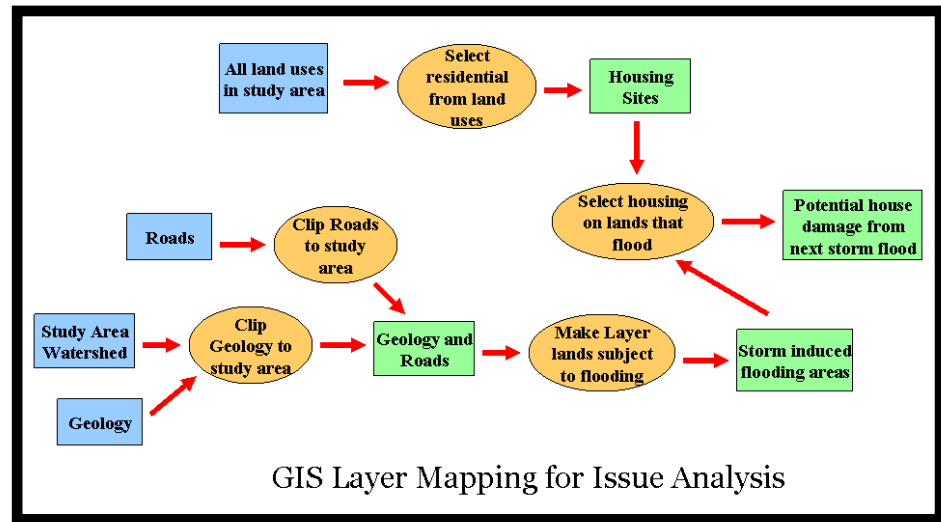 All land uses
in study area
Select
residential
from land
uses
Housing
Sites
Select housing
on lands that
flood
Potential house
damage from
next storm flood
Roads
Clip Roads
to study
area
Study Area
Watershed
Clip
Geology to
study area
Geology and
Roads
Make Layer
lands subject
to flooding
Storm induced
flooding areas
Geology
GIS Layer Mapping for Issue Analysis